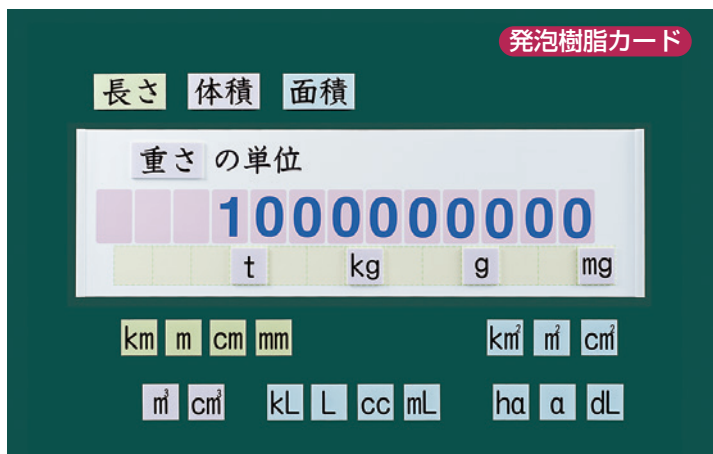 発泡樹脂カード
長さ 体積 面積
重さ の単位
1000000000
t kg g mg
km m cm mm km² m² cm²
m³ cm³ kL L cc mL ha a dL